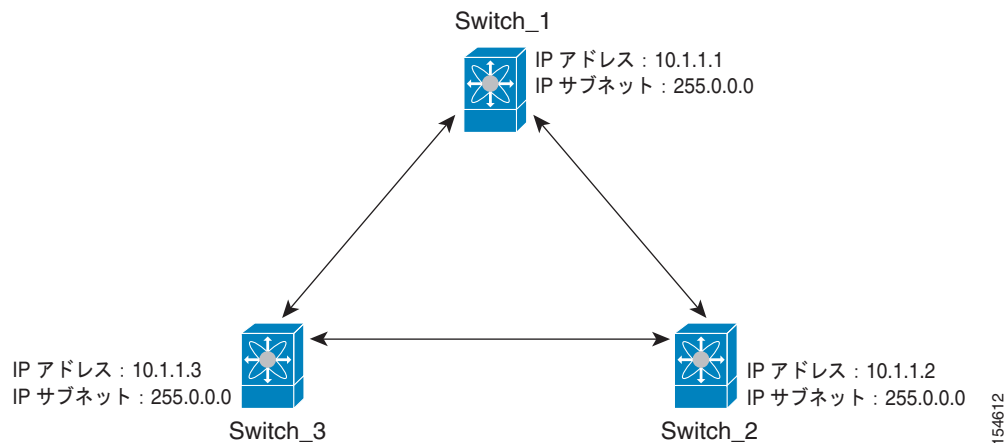 Switch_1
IP アドレス : 10.1.1.1
IP サブネット : 255.0.0.0
IP アドレス : 10.1.1.3
IP サブネット : 255.0.0.0
Switch_3
IP アドレス : 10.1.1.2
IP サブネット : 255.0.0.0
Switch_2
154612